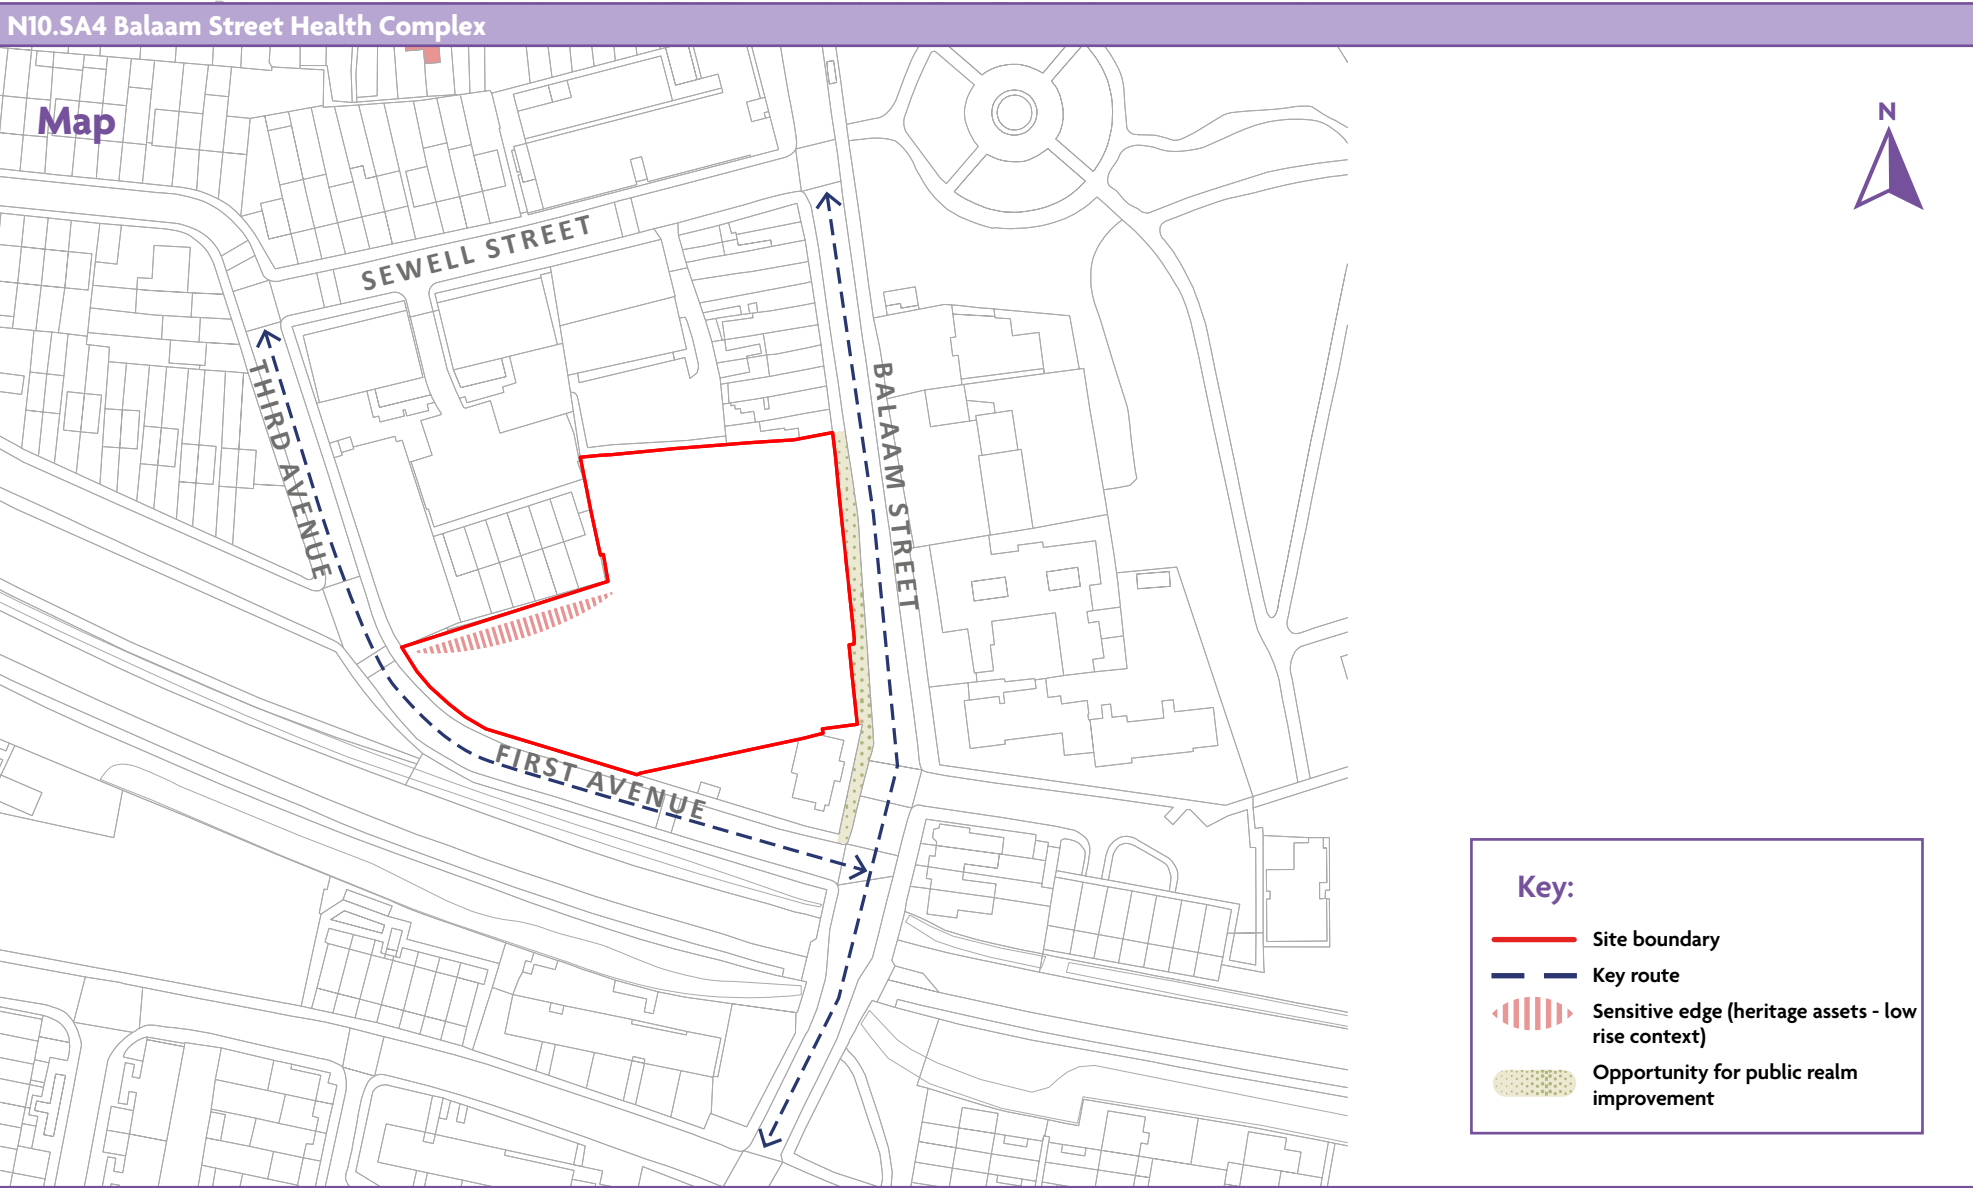 N10.SA4 Balaam Street Health Complex
Map
N
SEWELL STREET
THIRD AVENUE
BALAAM STREET
FIRST AVENUE
Key:
Site boundary
Key route
Sensitive edge (heritage assets - low
rise context)
Opportunity for public realm
improvement